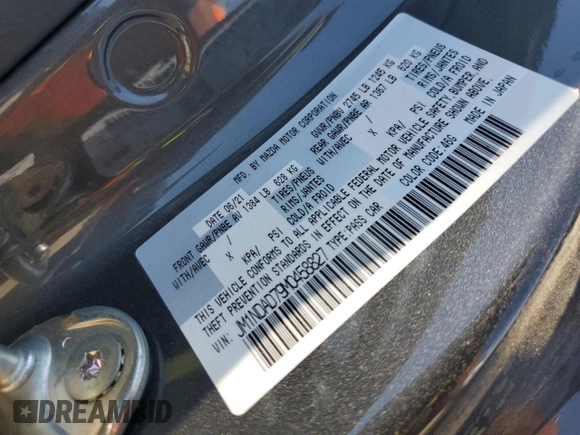 MFD. BY MAZDA MOTOR CORPORATION
DATE 06/21 GVWR/PNBV 2745 LB 1245 KG
FRONT GAWR/PNBE AV 1384 LB 628 KG REAR GAWR/PNBE AR 1367 LB 620 KG
WITH/AVEC / TIRES/PNEUS WITH/AVEC / TIRES/PNEUS
X RIMS/JANTES X RIMS/JANTES
KPA/ PSI COLD/A FROID KPA/ PSI COLD/A FROID
THIS VEHICLE CONFORMS TO ALL APPLICABLE FEDERAL MOTOR VEHICLE SAFETY, BUMPER AND
THEFT PREVENTION STANDARDS IN EFFECT ON THE DATE OF MANUFACTURE SHOWN ABOVE.
VIN: JM1NDAD79M0458827 TYPE: PASS CAR COLOR CODE: 46G MADE IN JAPAN
DREAMBID